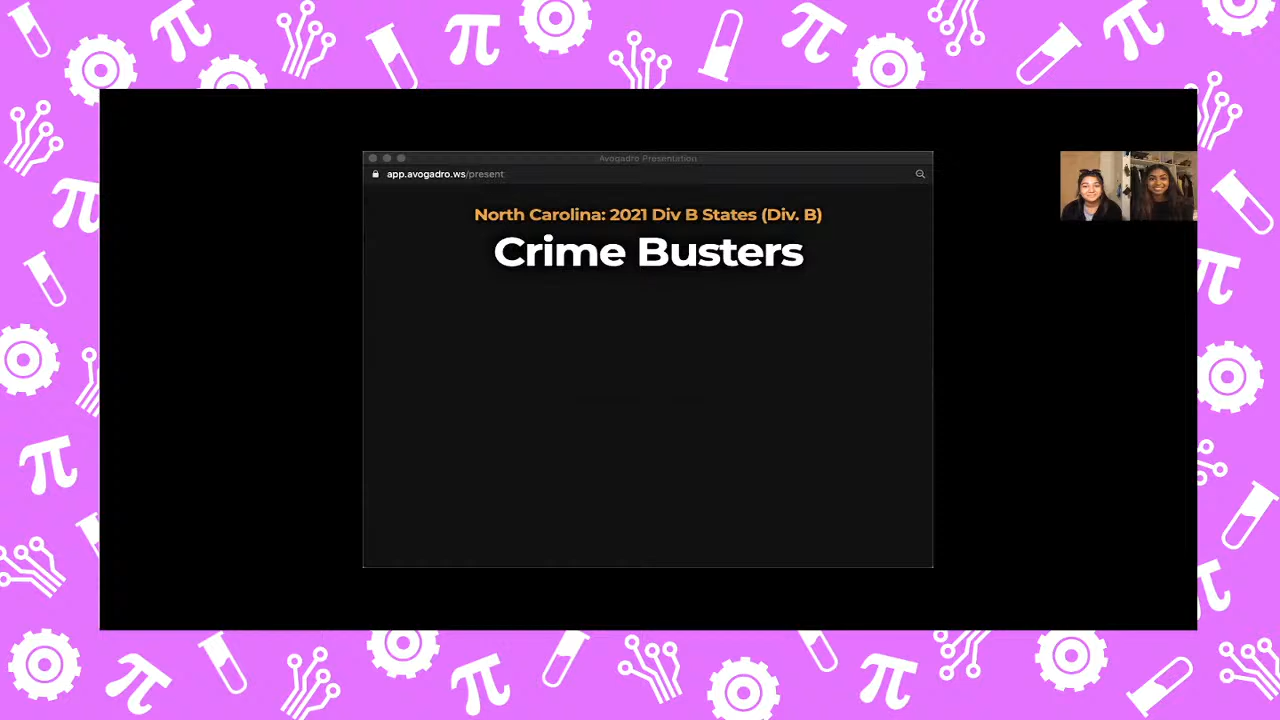 Avogadro Presentation
app.avogadro.ws/present
North Carolina: 2021 Div B States (Div. B)
Crime Busters